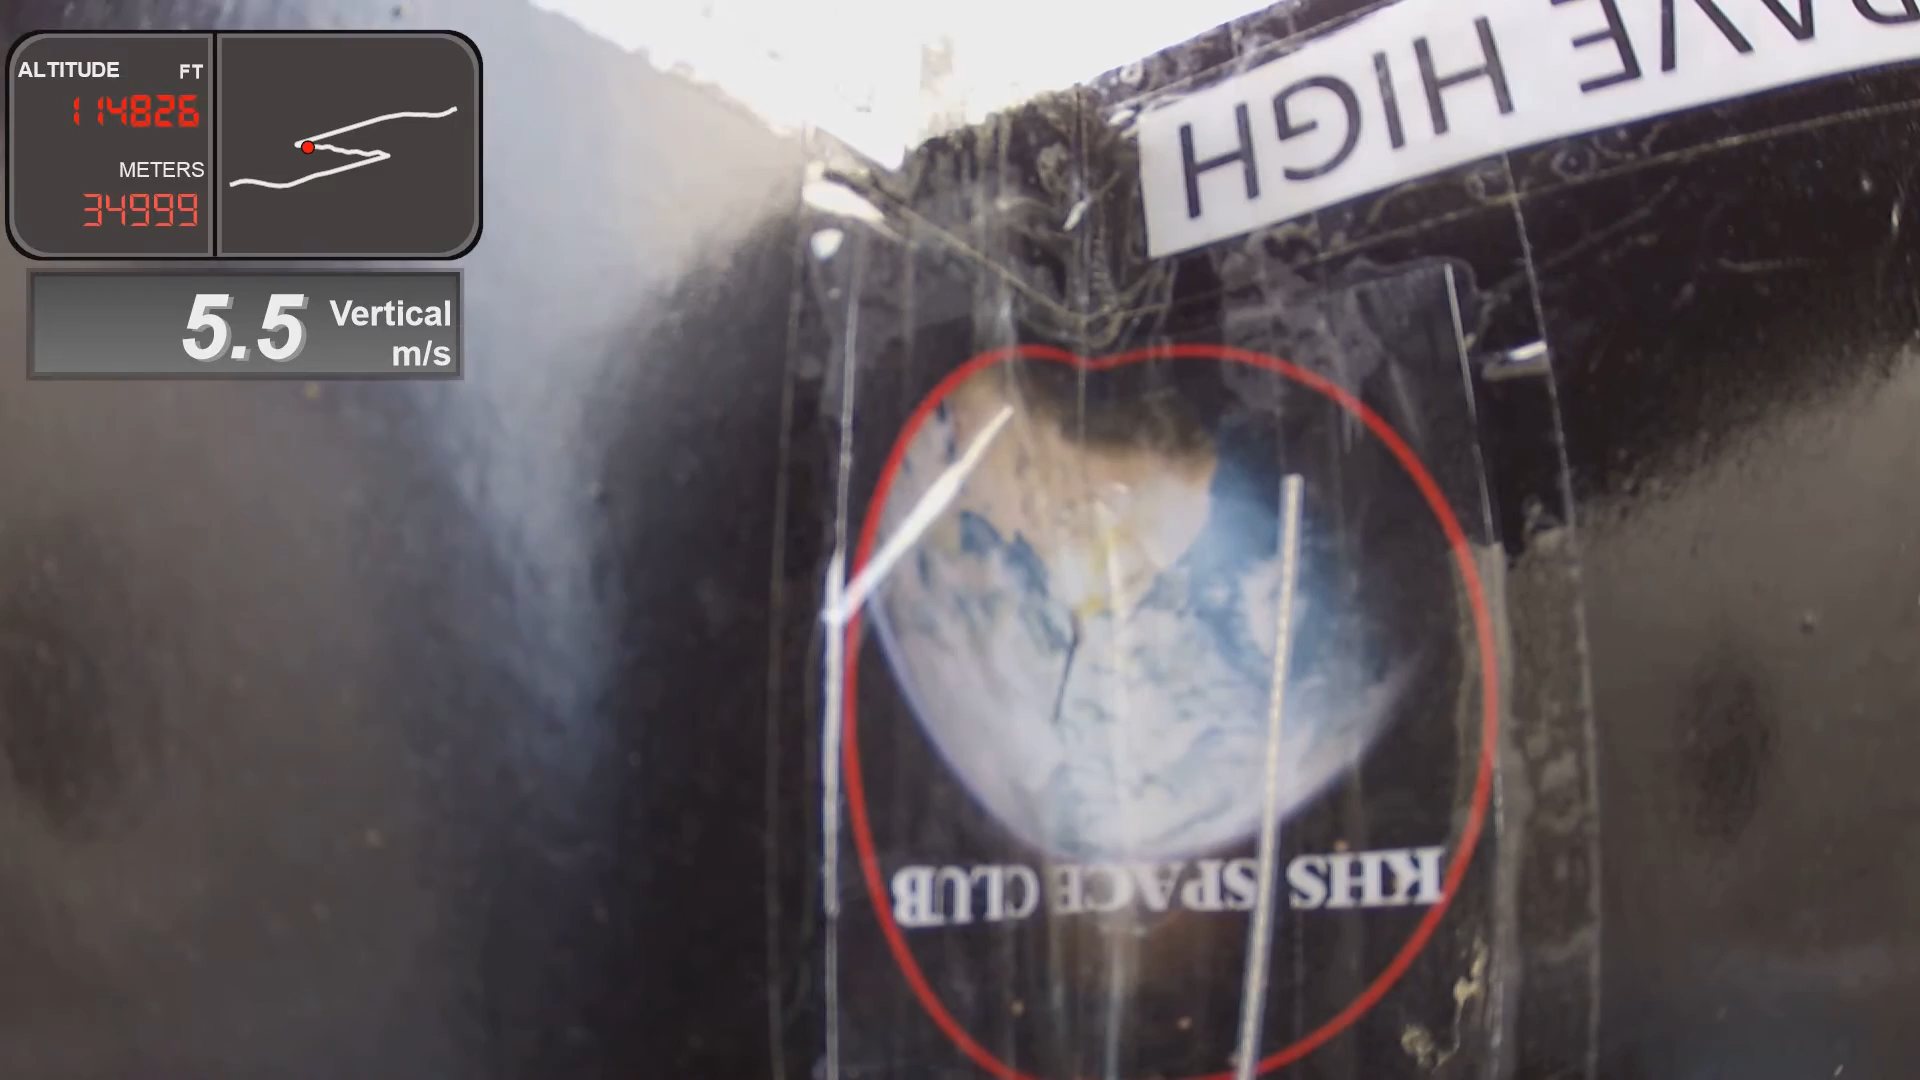 ALTITUDE FT
114826
METERS
34999
5.5 Vertical
m/s
HIGH
KHS SPACE CLUB